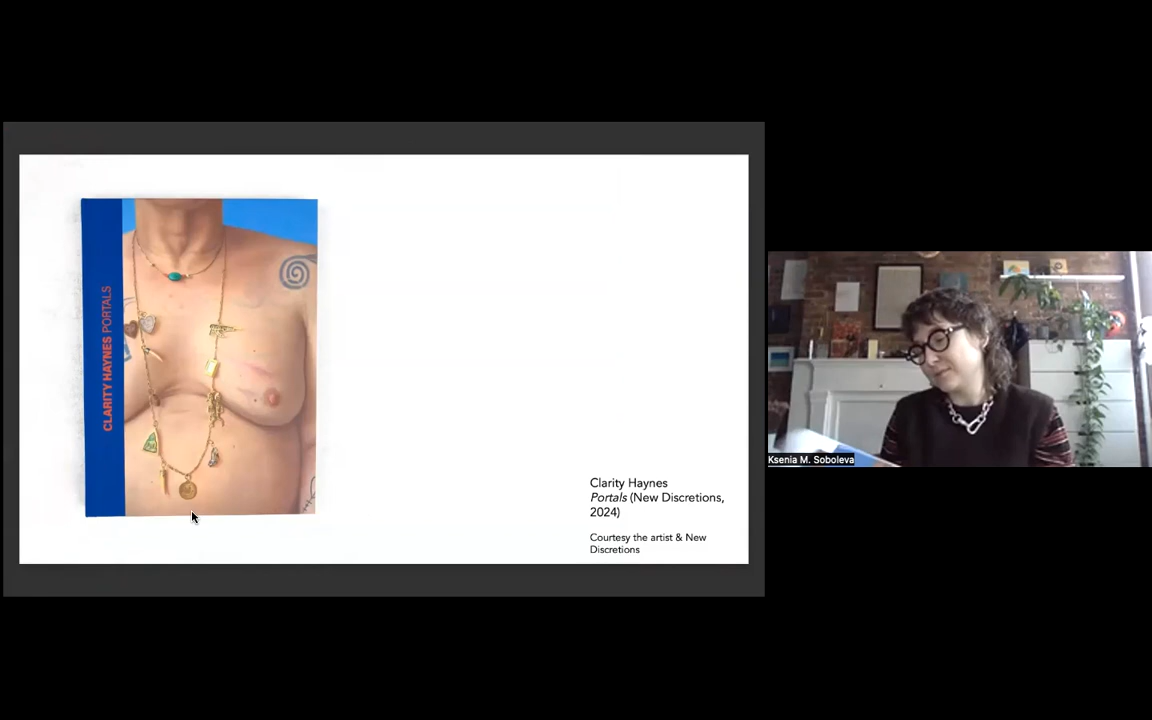 CLARITY HAYNES PORTALS
Clarity Haynes
Portals (New Discretions,
2024)
Courtesy the artist & New
Discretions
Ksenia M. Soboleva